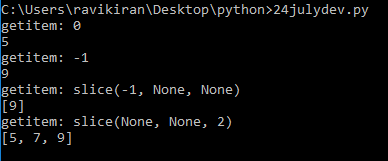 C:\Users\ravikiran\Desktop\python>24julydev.py
getitem: 0
5
getitem: -1
9
getitem: slice(-1, None, None)
[9]
getitem: slice(None, None, 2)
[5, 7, 9]